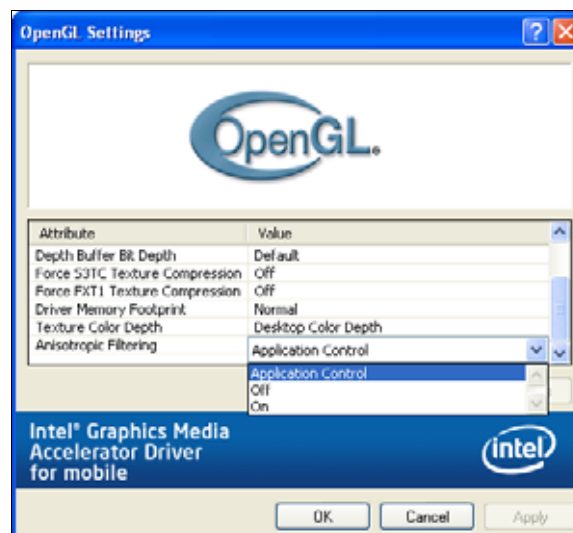 OpenGL Settings
OpenGL.
Attribute Value
Depth Buffer Bit Depth Default
Force S3TC Texture Compression Off
Force FXT1 Texture Compression Off
Driver Memory Footprint Normal
Texture Color Depth Desktop Color Depth
Anisotropic Filtering Application Control
Application Control
Off
On
Intel® Graphics Media
Accelerator Driver
for mobile
intel
OK Cancel Apply